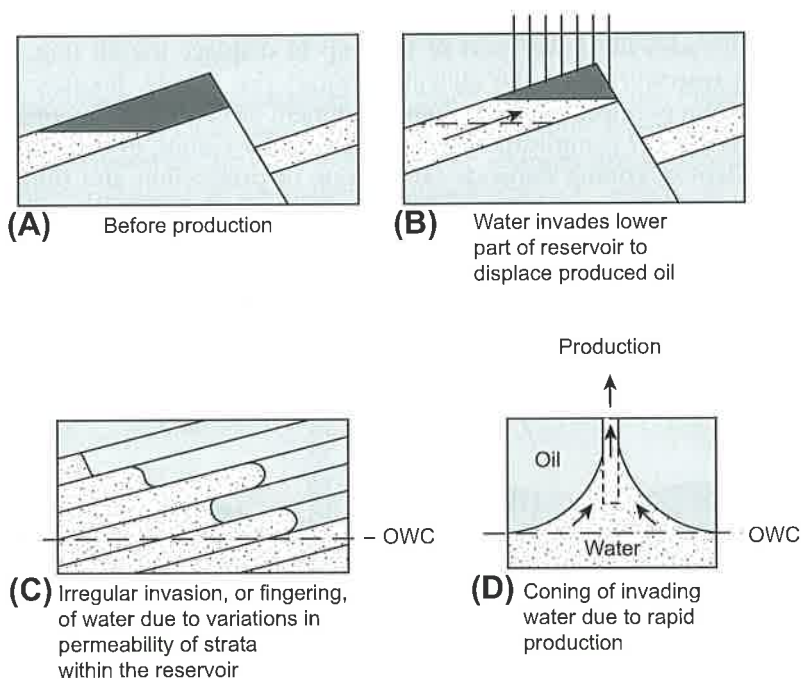 (A) Before production
(B) Water invades lower
part of reservoir to
displace produced oil
OWC
(C) Irregular invasion, or fingering,
of water due to variations in
permeability of strata
within the reservoir
Production
Oil
Water
OWC
(D) Coning of invading
water due to rapid
production